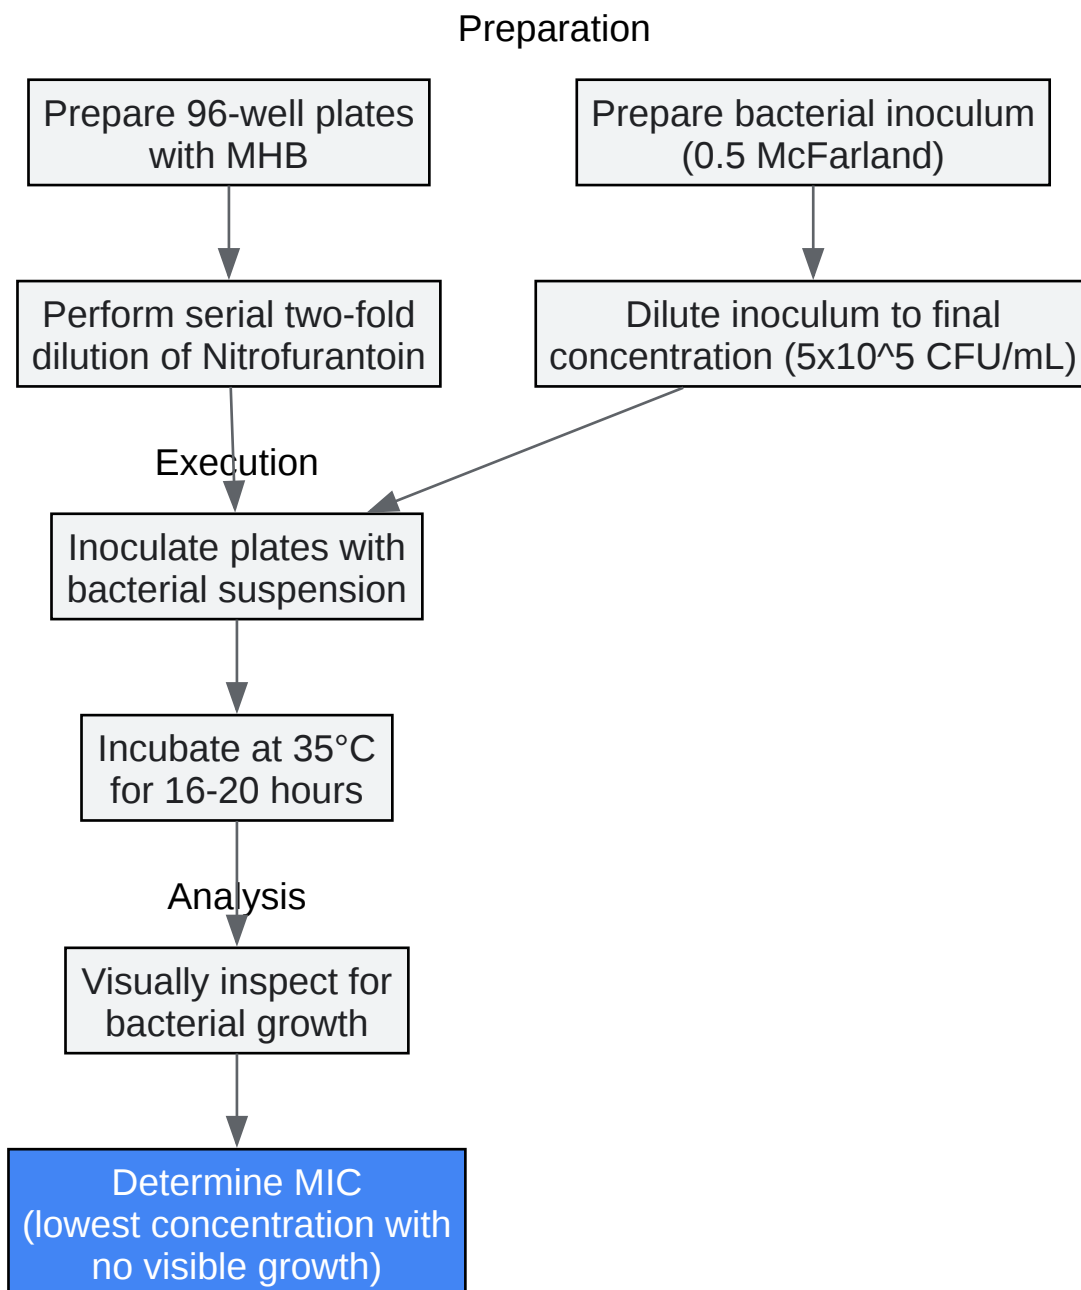 Preparation
Prepare 96-well plates
with MHB
Prepare bacterial inoculum
(0.5 McFarland)
Perform serial two-fold
dilution of Nitrofurantoin
Dilute inoculum to final
concentration (5x10^5 CFU/mL)
Execution
Inoculate plates with
bacterial suspension
Incubate at 35°C
for 16-20 hours
Analysis
Visually inspect for
bacterial growth
Determine MIC
(lowest concentration with
no visible growth)